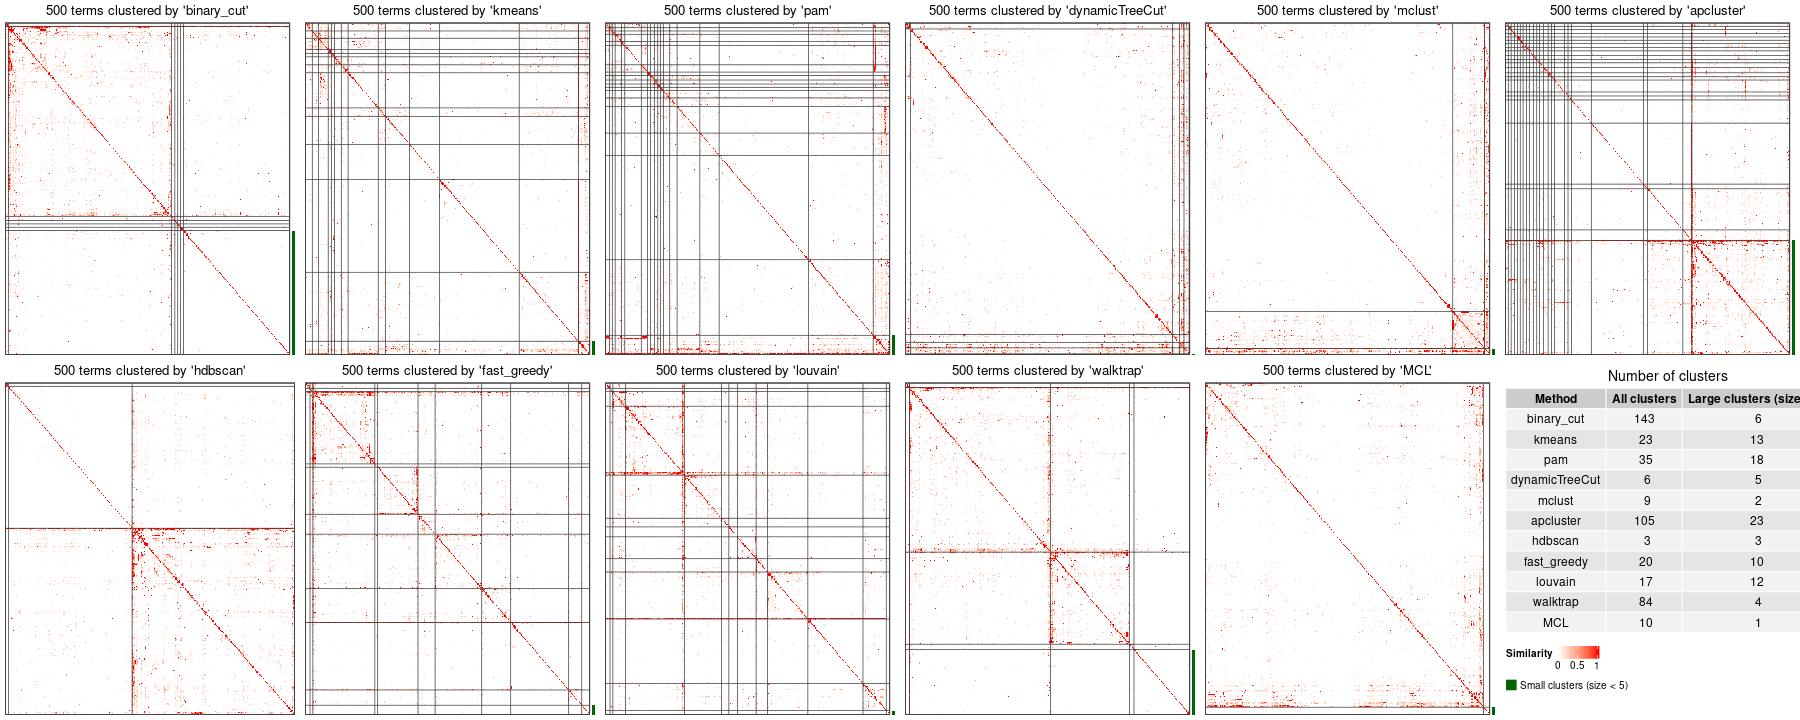 500 terms clustered by 'binary_cut'
500 terms clustered by 'kmeans'
500 terms clustered by 'pam'
500 terms clustered by 'dynamicTreeCut'
500 terms clustered by 'mclust'
500 terms clustered by 'apcluster'
500 terms clustered by 'hdbscan'
500 terms clustered by 'fast_greedy'
500 terms clustered by 'louvain'
500 terms clustered by 'walktrap'
500 terms clustered by 'MCL'
Number of clusters
Method All clusters Large clusters (size
binary_cut 143 6
kmeans 23 13
pam 35 18
dynamicTreeCut 6 5
mclust 9 2
apcluster 105 23
hdbscan 3 3
fast_greedy 20 10
louvain 17 12
walktrap 84 4
MCL 10 1
Similarity
0 0.5 1
Small clusters (size < 5)